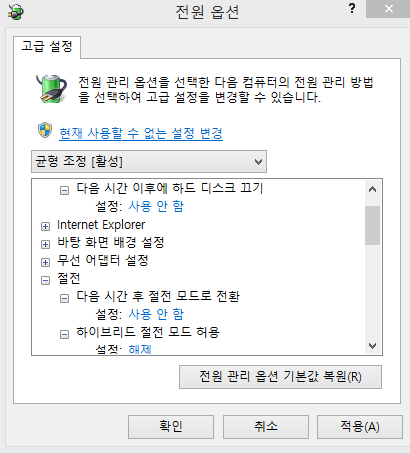 전원 옵션
고급 설정
전원 관리 옵션을 선택한 다음 컴퓨터의 전원 관리 방법
을 선택하여 고급 설정을 변경할 수 있습니다.
현재 사용할 수 없는 설정 변경
균형 조정 [활성]
다음 시간 이후에 하드 디스크 끄기
설정: 사용 안 함
Internet Explorer
바탕 화면 배경 설정
무선 어댑터 설정
절전
다음 시간 후 절전 모드로 전환
설정: 사용 안 함
하이브리드 절전 모드 허용
설정: 해제
전원 관리 옵션 기본값 복원(R)
확인
취소
적용(A)